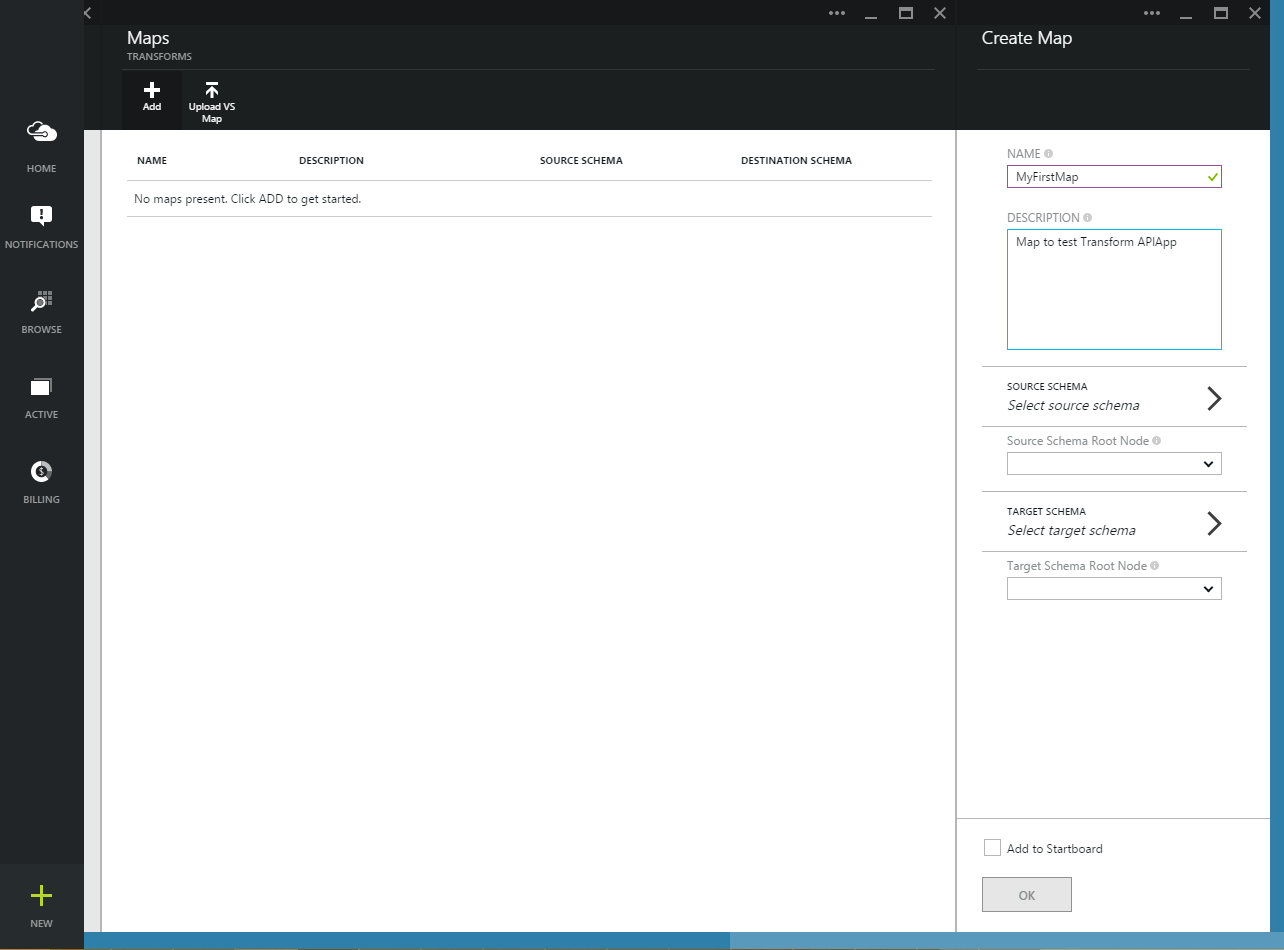 HOME
NOTIFICATIONS
BROWSE
ACTIVE
BILLING
NEW
Maps
TRANSFORMS
Add
Upload VS
Map
NAME DESCRIPTION SOURCE SCHEMA DESTINATION SCHEMA
No maps present. Click ADD to get started.
Create Map
NAME
MyFirstMap
DESCRIPTION
Map to test Transform APIApp
SOURCE SCHEMA
Select source schema
Source Schema Root Node
TARGET SCHEMA
Select target schema
Target Schema Root Node
Add to Startboard
OK